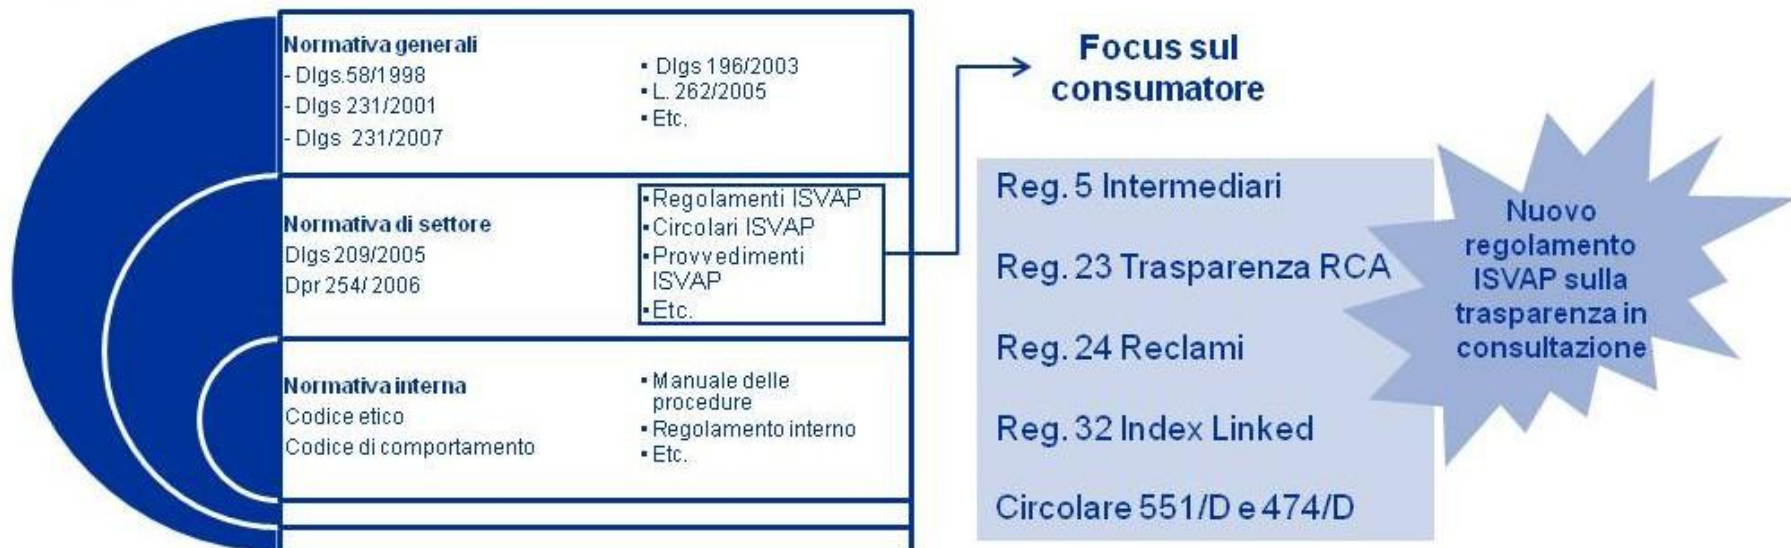 Normativa generali
- Dlgs.58/1998
- Dlgs 231/2001
- Dlgs 231/2007
▪ Dlgs 196/2003
▪ L. 262/2005
▪ Etc.
Normativa di settore
Dlgs 209/2005
Dpr 254/ 2006
▪ Regolamenti ISVAP
▪ Circolari ISVAP
▪ Provvedimenti
ISVAP
▪ Etc.
Normativa interna
Codice etico
Codice di comportamento
▪ Manuale delle
procedure
▪ Regolamento interno
▪ Etc.
Focus sul
consumatore
Reg. 5 Intermediari
Reg. 23 Trasparenza RCA
Reg. 24 Reclami
Reg. 32 Index Linked
Circolare 551/D e 474/D
Nuovo
regolamento
ISVAP sulla
trasparenza in
consultazione